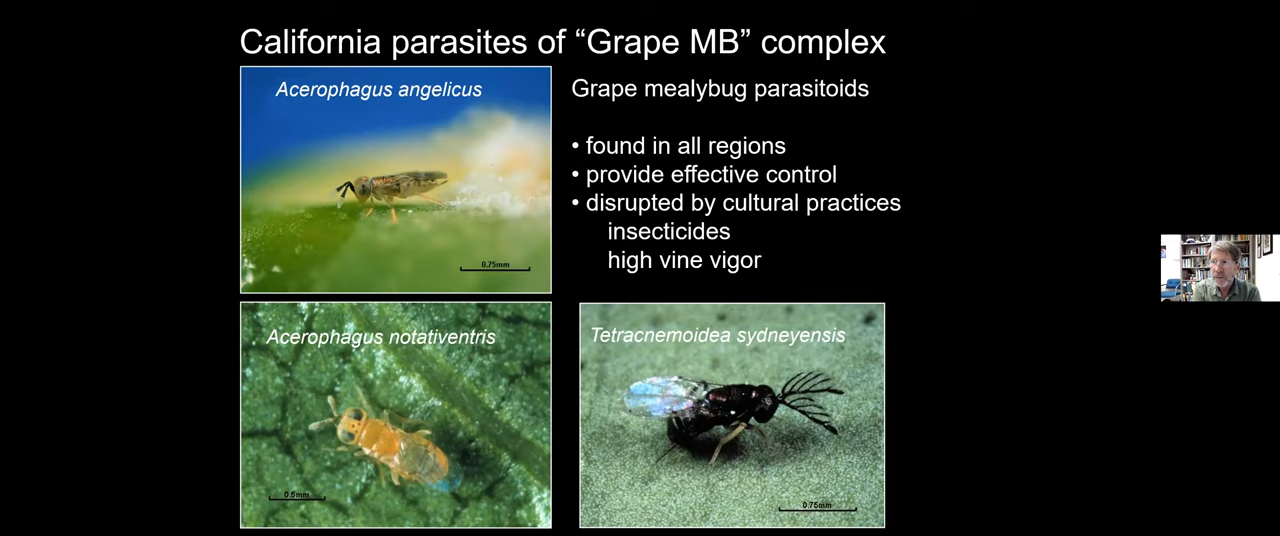 California parasites of “Grape MB” complex
Acerophagus angelicus
0.75mm
Grape mealybug parasitoids
• found in all regions
• provide effective control
• disrupted by cultural practices
insecticides
high vine vigor
Acerophagus notativentris
0.5mm
Tetracnemoidea sydneyensis
0.75mm